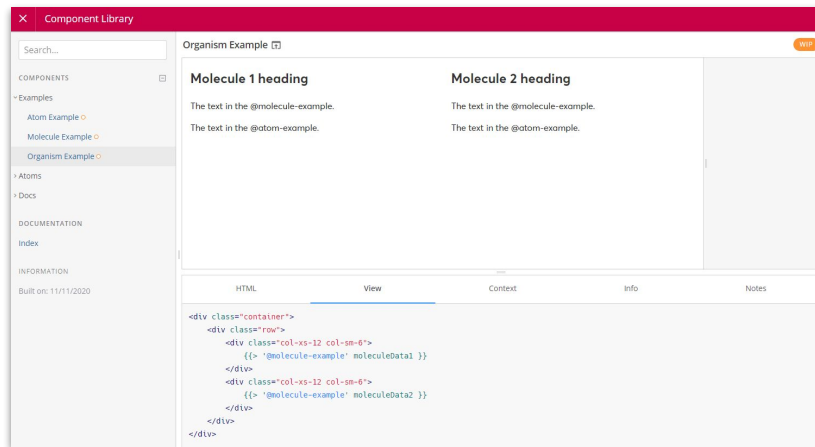 × Component Library
Search...
Organism Example
WIP
COMPONENTS
Examples
Atom Example
Molecule Example
Organism Example
Atoms
Docs
DOCUMENTATION
Index
INFORMATION
Built on: 11/11/2020
Molecule 1 heading
The text in the @molecule-example.
The text in the @atom-example.
Molecule 2 heading
The text in the @molecule-example.
The text in the @atom-example.
HTML View Context Info Notes
<div class="container">
    <div class="row">
        <div class="col-xs-12 col-sm-6">
            {{> '@molecule-example' moleculeData1 }}
        </div>
        <div class="col-xs-12 col-sm-6">
            {{> '@molecule-example' moleculeData2 }}
        </div>
    </div>
</div>